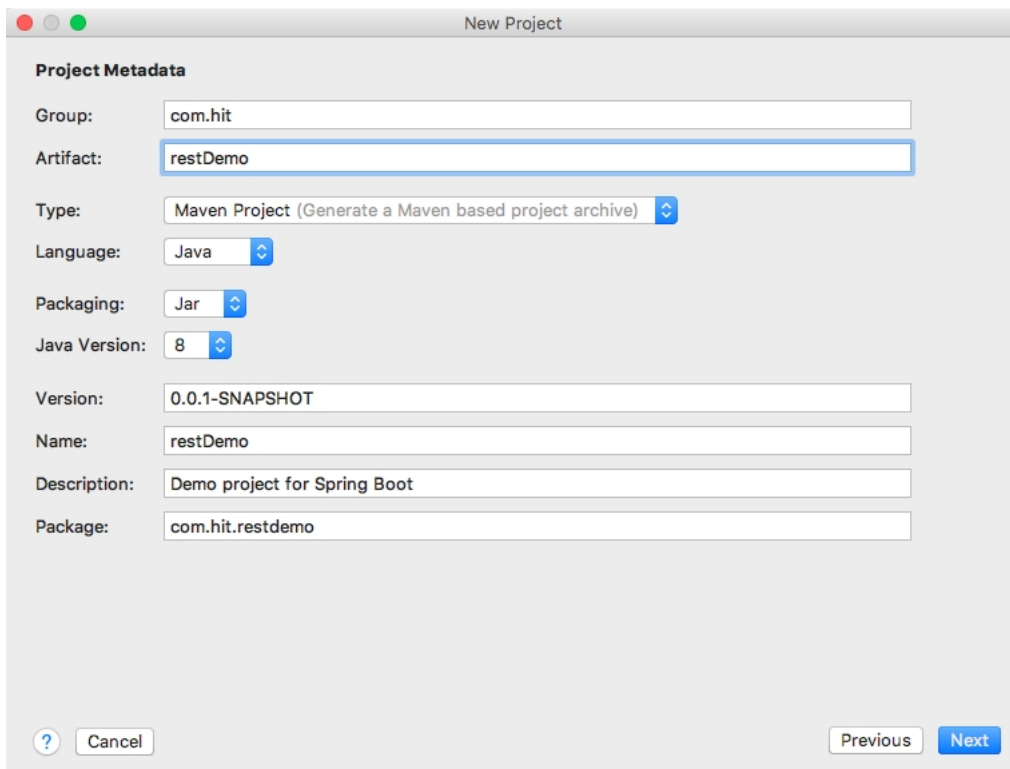 New Project
Project Metadata
Group: com.hit
Artifact: restDemo
Type: Maven Project (Generate a Maven based project archive)
Language: Java
Packaging: Jar
Java Version: 8
Version: 0.0.1-SNAPSHOT
Name: restDemo
Description: Demo project for Spring Boot
Package: com.hit.restdemo
? Cancel Previous Next